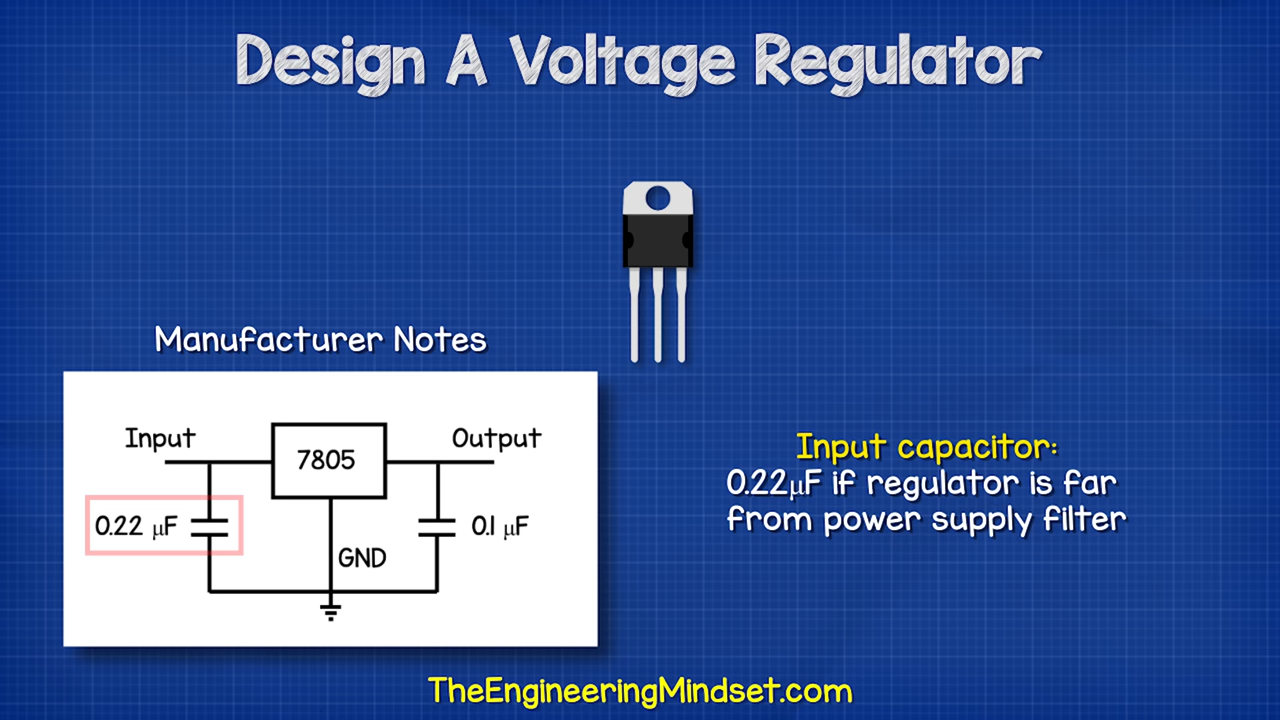 Design A Voltage Regulator
Manufacturer Notes
Input
7805
Output
0.22 µF
0.1 µF
GND
Input capacitor:
0.22µF if regulator is far
from power supply filter
TheEngineeringMindset.com